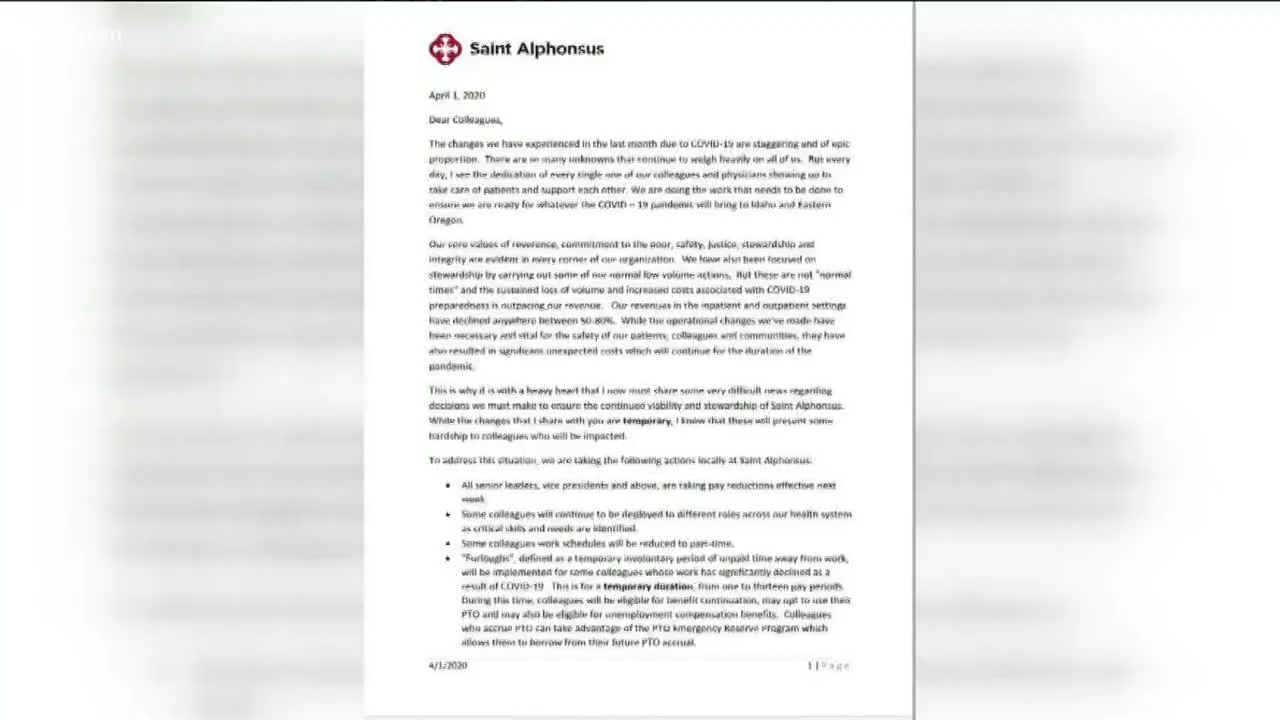 Saint Alphonsus
April 1, 2020
Dear Colleagues,
The changes we have experienced in the last month due to COVID-19 are staggering and of epic
proportion. There are so many unknowns that continue to weigh heavily on all of us. But every
day, I see the dedication of every single one of our colleagues and physicians showing up to
take care of patients and support each other. We are doing the work that needs to be done to
ensure we are ready for whatever the COVID – 19 pandemic will bring to Idaho and Eastern
Oregon.
Our core values of reverence, commitment to the poor, safety, justice, stewardship and
integrity are evident in every corner of our organization. We have also been focused on
stewardship by carrying out some of our normal low volume actions. But these are not "normal
times" and the sustained loss of volume and increased costs associated with COVID-19
preparedness is outpacing our revenue. Our revenues in the inpatient and outpatient settings
have declined anywhere between 50-80%. While the operational changes we've made have
been necessary and vital for the safety of our patients, colleagues and communities, they have
also resulted in significant unexpected costs which will continue for the duration of the
pandemic.
This is why it is with a heavy heart that I now must share some very difficult news regarding
decisions we must make to ensure the continued viability and stewardship of Saint Alphonsus.
While the changes that I share with you are temporary, I know that these will present some
hardship to colleagues who will be impacted.
To address this situation, we are taking the following actions locally at Saint Alphonsus:
• All senior leaders, vice presidents and above, are taking pay reductions effective next
week.
• Some colleagues will continue to be deployed to different roles across our health system
as critical skills and needs are identified.
• Some colleagues work schedules will be reduced to part-time.
• "Furloughs", defined as a temporary involuntary period of unpaid time away from work,
will be implemented for some colleagues whose work has significantly declined as a
result of COVID-19. This is for a temporary duration, from one to thirteen pay periods.
During this time, colleagues will be eligible for benefit continuation, may opt to use their
PTO and may also be eligible for unemployment compensation benefits. Colleagues
who accrue PTO can take advantage of the PTO Emergency Reserve Program which
allows them to borrow from their future PTO accrual.
4/1/2020 1 | Page